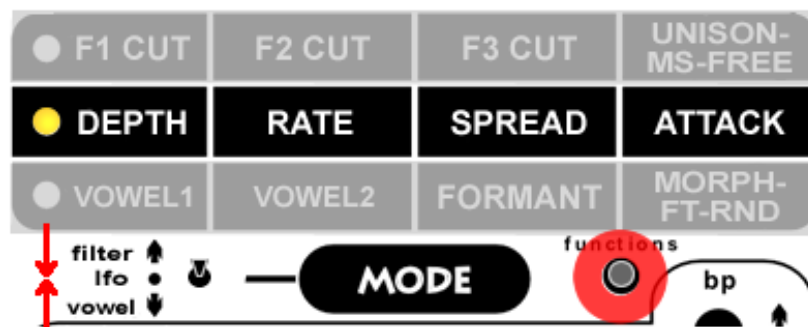 F1 CUT F2 CUT F3 CUT UNISON-
MS-FREE
DEPTH RATE SPREAD ATTACK
VOWEL1 VOWEL2 FORMANT MORPH-
FT-RND
functions
filter
lfo
vowel
MODE
bp